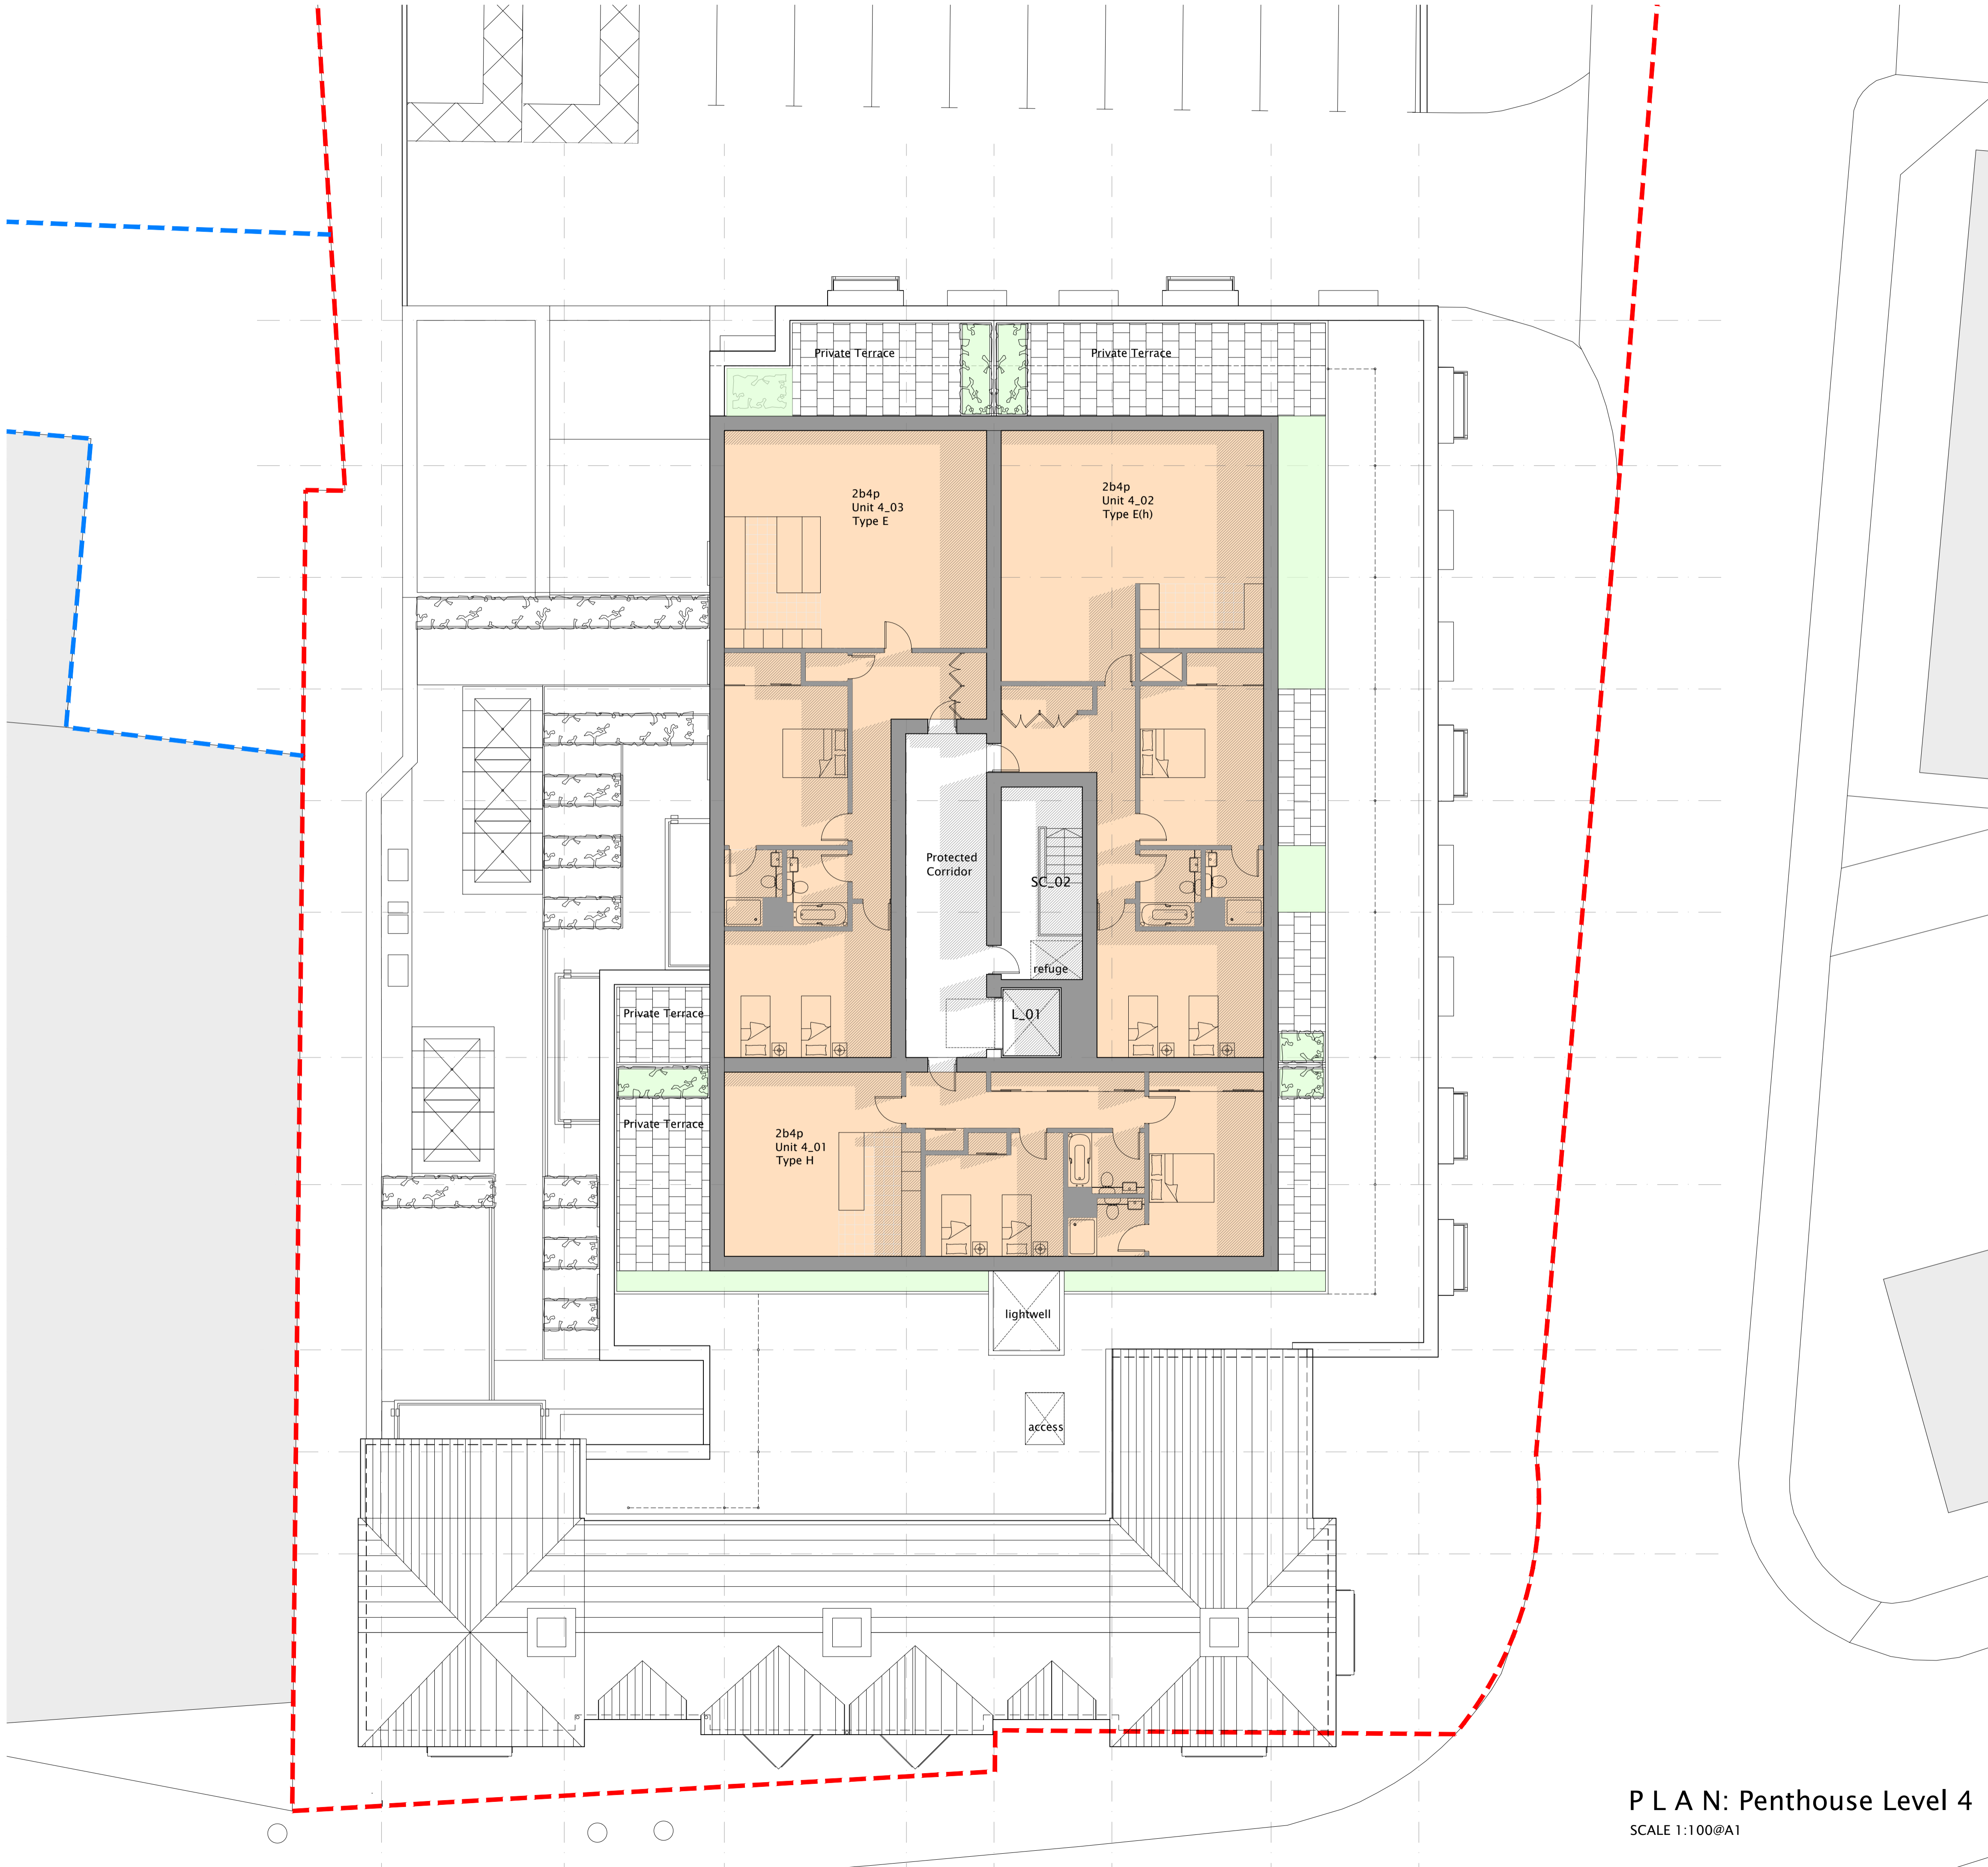 Private Terrace
Private Terrace
2b4p
Unit 4_03
Type E
2b4p
Unit 4_02
Type E(h)
Protected
Corridor
SC_02
refuge
L_01
Private Terrace
Private Terrace
2b4p
Unit 4_01
Type H
lightwell
access
P L A N: Penthouse Level 4
SCALE 1:100@A1